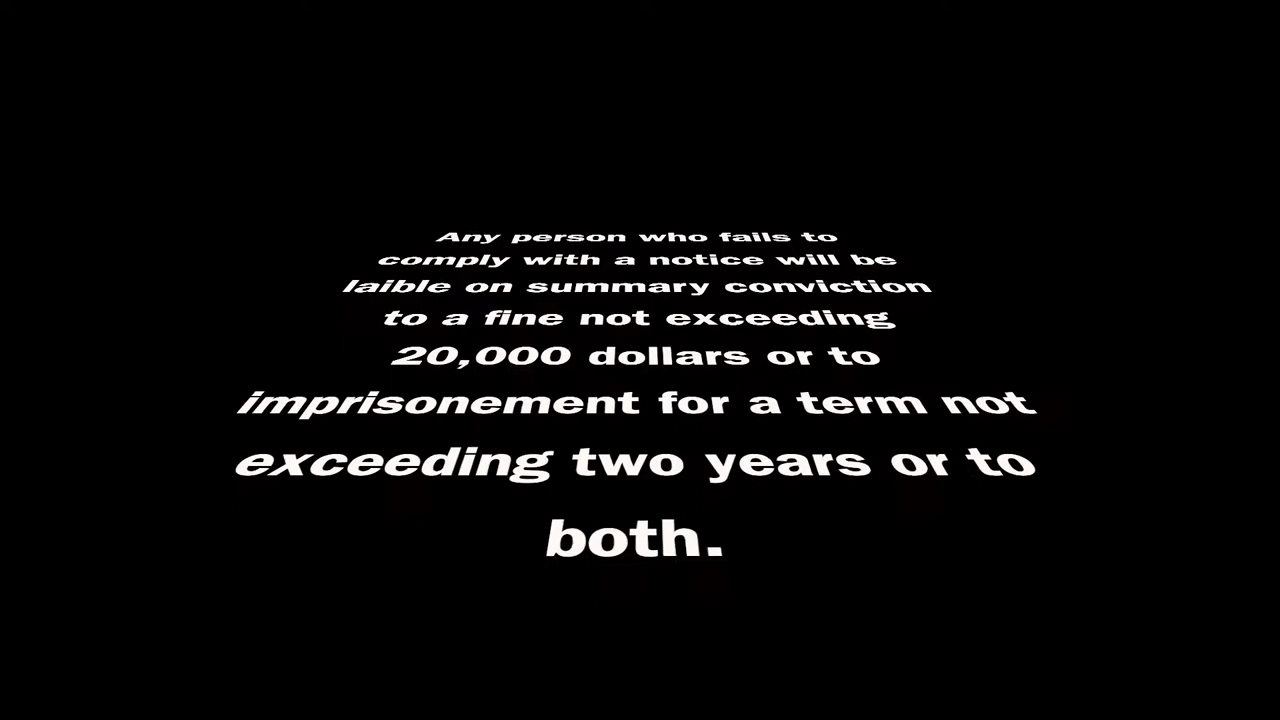 Any person who fails to
comply with a notice will be
laible on summary conviction
to a fine not exceeding
20,000 dollars or to
imprisonement for a term not
exceeding two years or to
both.